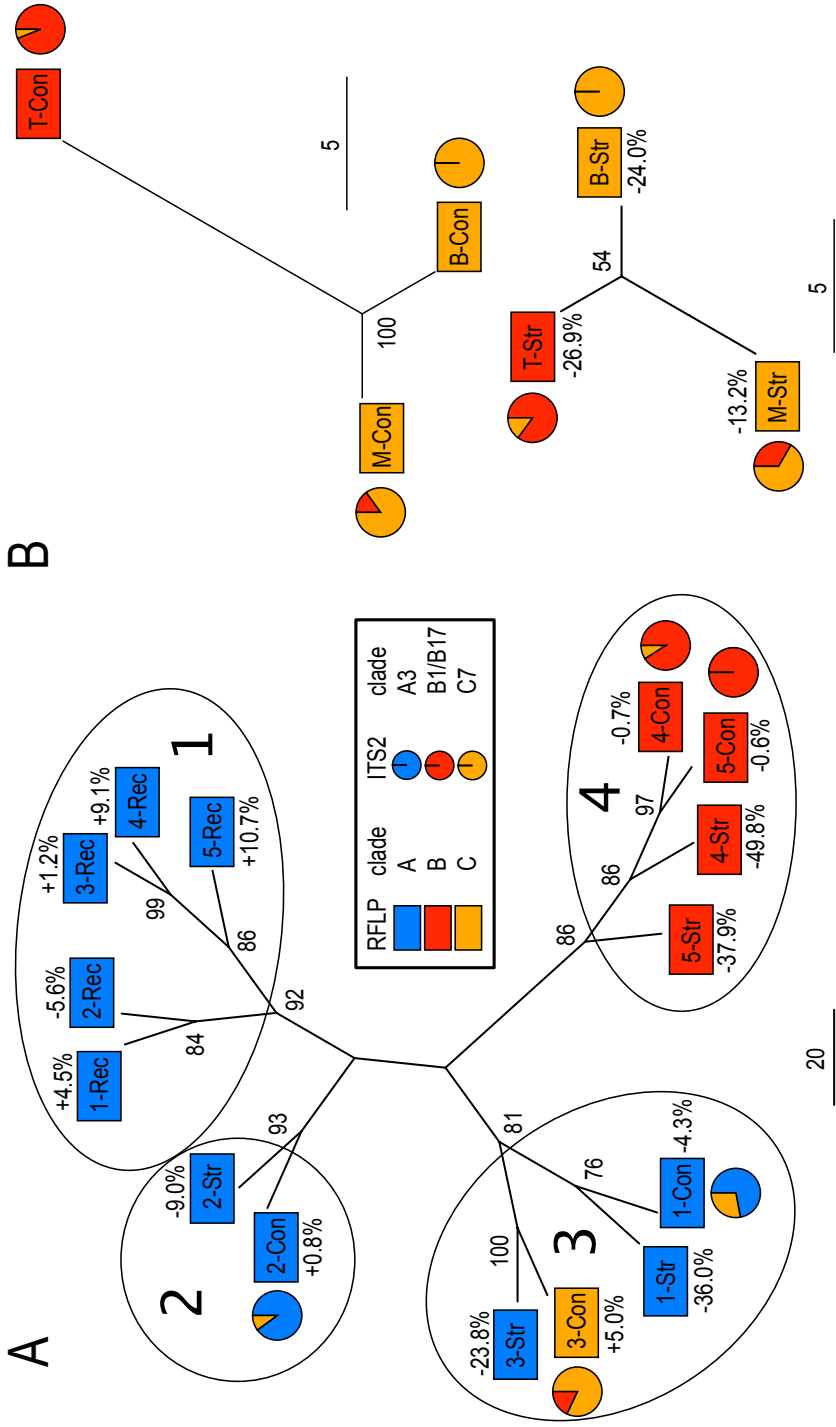 A
1
+1.2%
3-Rec
+9.1%
4-Rec
5-Rec
+10.7%
-5.6%
2-Rec
+4.5%
1-Rec
99
86
84
92
2
-9.0%
2-Str
2-Con
+0.8%
93
81
100
76
3
-23.8%
3-Str
3-Con
+5.0%
1-Str
-36.0%
1-Con
-4.3%
86
86
97
4
-0.7%
4-Con
5-Con
-0.6%
4-Str
-49.8%
5-Str
-37.9%
20
RFLP clade ITS2 clade
A A3
B B1/B17
C C7
B
T-Con
M-Con
B-Con
100
5
T-Str
-26.9%
B-Str
-24.0%
54
-13.2%
M-Str
5